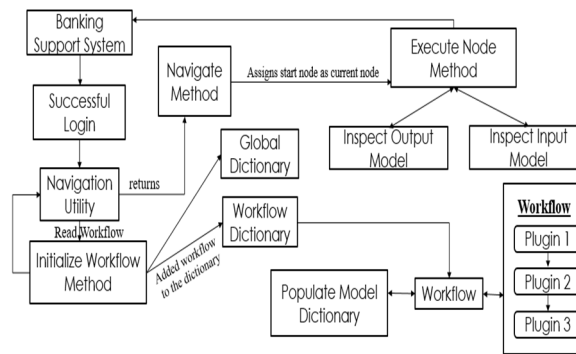 Banking
Support System
Execute Node
Method
Navigate
Method
Assigns start node as current node
Successful
Login
Inspect Output
Model
Inspect Input
Model
Global
Dictionary
Navigation
Utility
returns
Read Workflow
Initialize Workflow
Method
Workflow
Dictionary
Added workflow
to the dictionary
Populate Model
Dictionary
Workflow
Workflow
Plugin 1
Plugin 2
Plugin 3